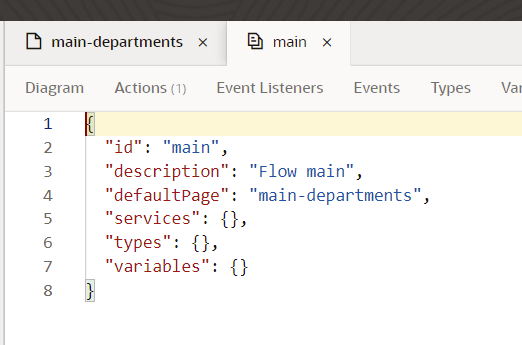 main-departments × main ×
Diagram Actions (1) Event Listeners Events Types
1 {
2 "id": "main",
3 "description": "Flow main",
4 "defaultPage": "main-departments",
5 "services": {},
6 "types": {},
7 "variables": {}
8 }